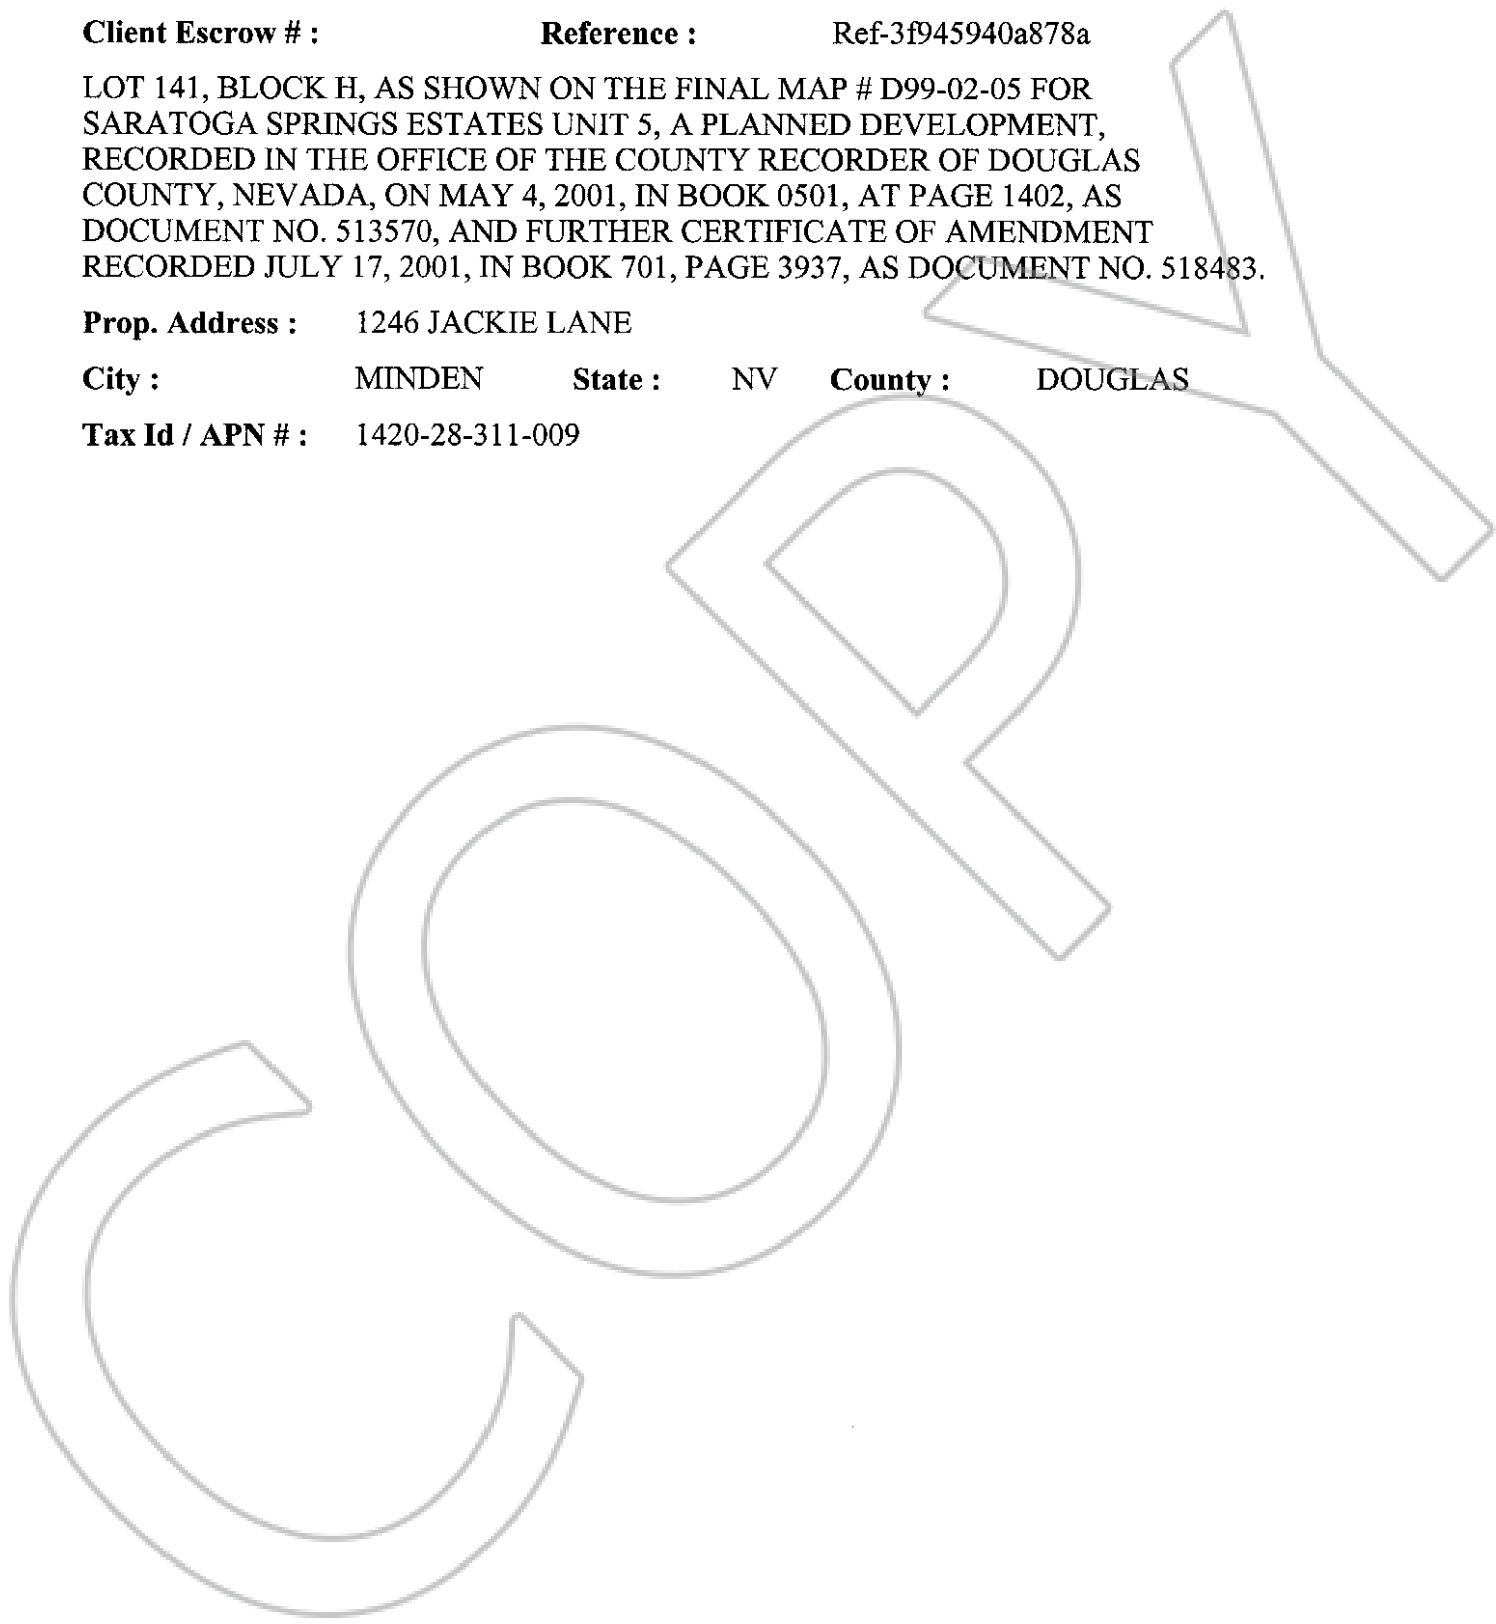 Client Escrow # : Reference : Ref-3f945940a878a
LOT 141, BLOCK H, AS SHOWN ON THE FINAL MAP # D99-02-05 FOR
SARATOGA SPRINGS ESTATES UNIT 5, A PLANNED DEVELOPMENT,
RECORDED IN THE OFFICE OF THE COUNTY RECORDER OF DOUGLAS
COUNTY, NEVADA, ON MAY 4, 2001, IN BOOK 0501, AT PAGE 1402, AS
DOCUMENT NO. 513570, AND FURTHER CERTIFICATE OF AMENDMENT
RECORDED JULY 17, 2001, IN BOOK 701, PAGE 3937, AS DOCUMENT NO. 518483.
Prop. Address : 1246 JACKIE LANE
City : MINDEN State : NV County : DOUGLAS
Tax Id / APN # : 1420-28-311-009
COPY